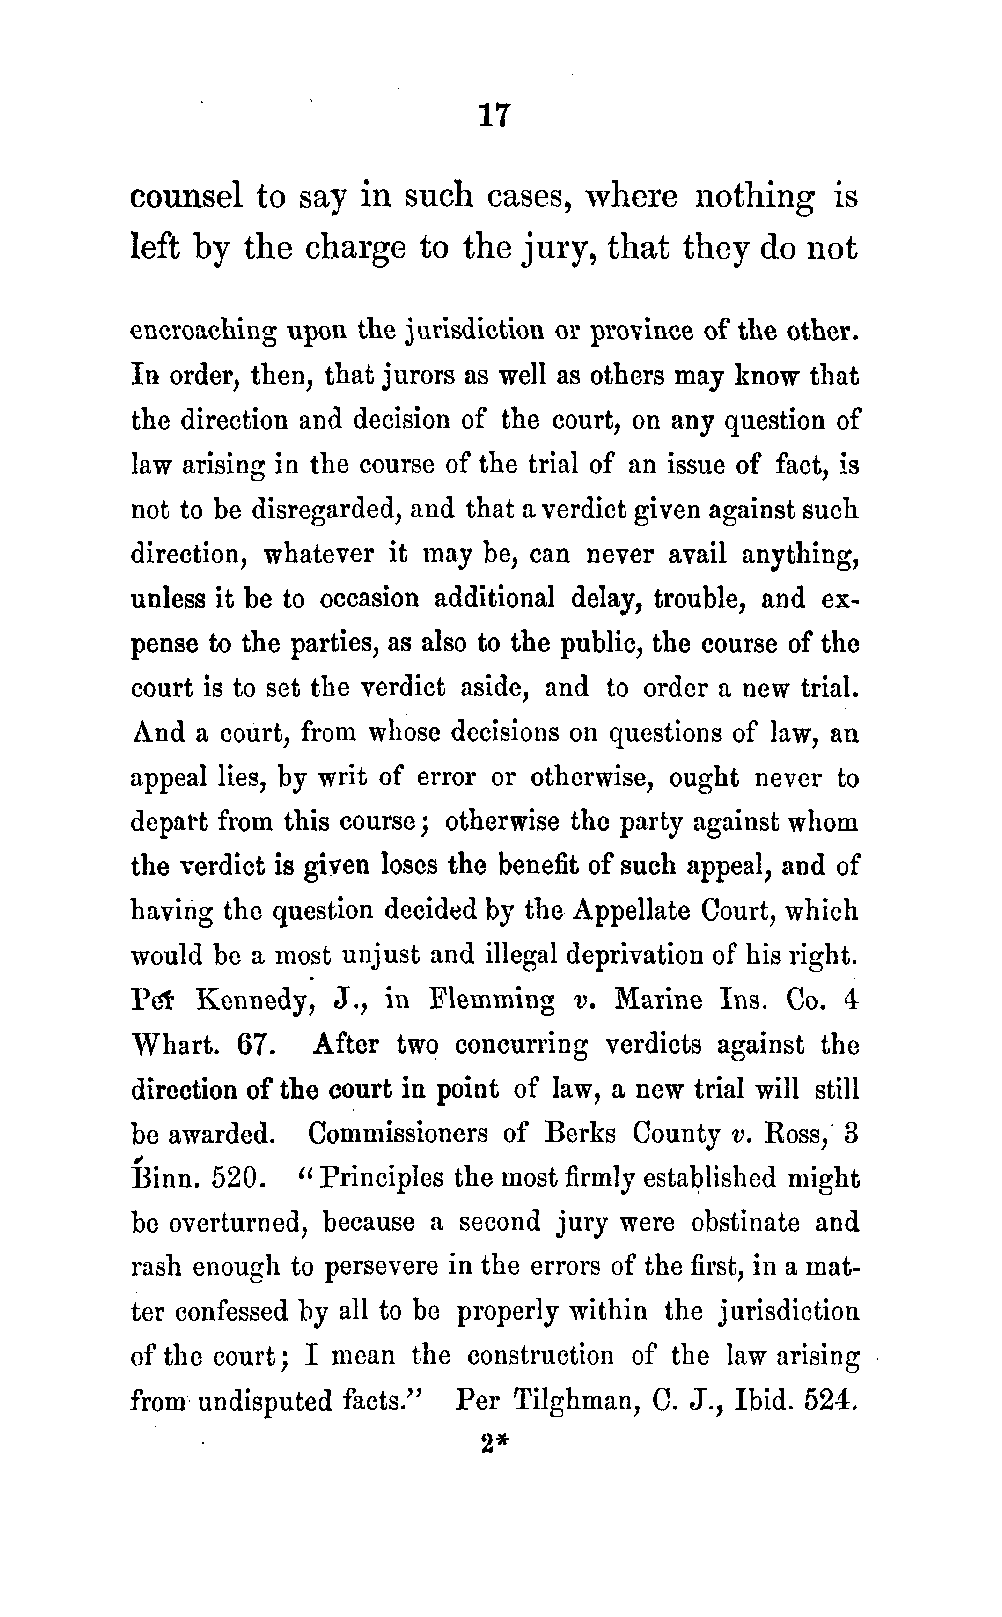 17
counsel to say in such cases, where nothing is
left by the charge to the jury, that they do not
encroaching upon the jurisdiction or province of the other.
In order, then, that jurors as well as others may know that
the direction and decision of the court, on any question of
law arising in the course of the trial of an issue of fact, is
not to be disregarded, and that a verdict given against such
direction, whatever it may be, can never avail anything,
unless it be to occasion additional delay, trouble, and ex-
pense to the parties, as also to the public, the course of the
court is to set the verdict aside, and to order a new trial.
And a court, from whose decisions on questions of law, an
appeal lies, by writ of error or otherwise, ought never to
depart from this course; otherwise the party against whom
the verdict is given loses the benefit of such appeal, and of
having the question decided by the Appellate Court, which
would be a most unjust and illegal deprivation of his right.
Per Kennedy, J., in Flemming v. Marine Ins. Co. 4
Whart. 67. After two concurring verdicts against the
direction of the court in point of law, a new trial will still
be awarded. Commissioners of Berks County v. Ross, 3
Binn. 520. "Principles the most firmly established might
be overturned, because a second jury were obstinate and
rash enough to persevere in the errors of the first, in a mat-
ter confessed by all to be properly within the jurisdiction
of the court; I mean the construction of the law arising
from undisputed facts." Per Tilghman, C. J., Ibid. 524.
2*